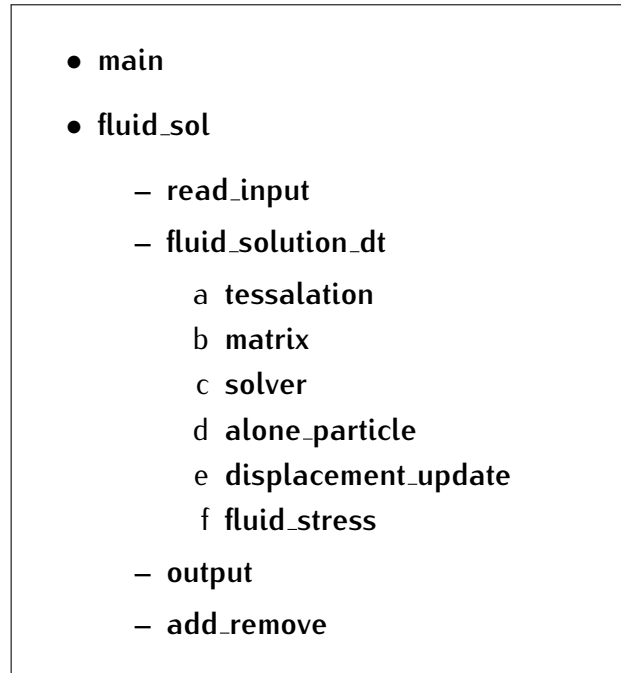 • main
• fluid_sol
– read_input
– fluid_solution_dt
a tessalation
b matrix
c solver
d alone_particle
e displacement_update
f fluid_stress
– output
– add_remove